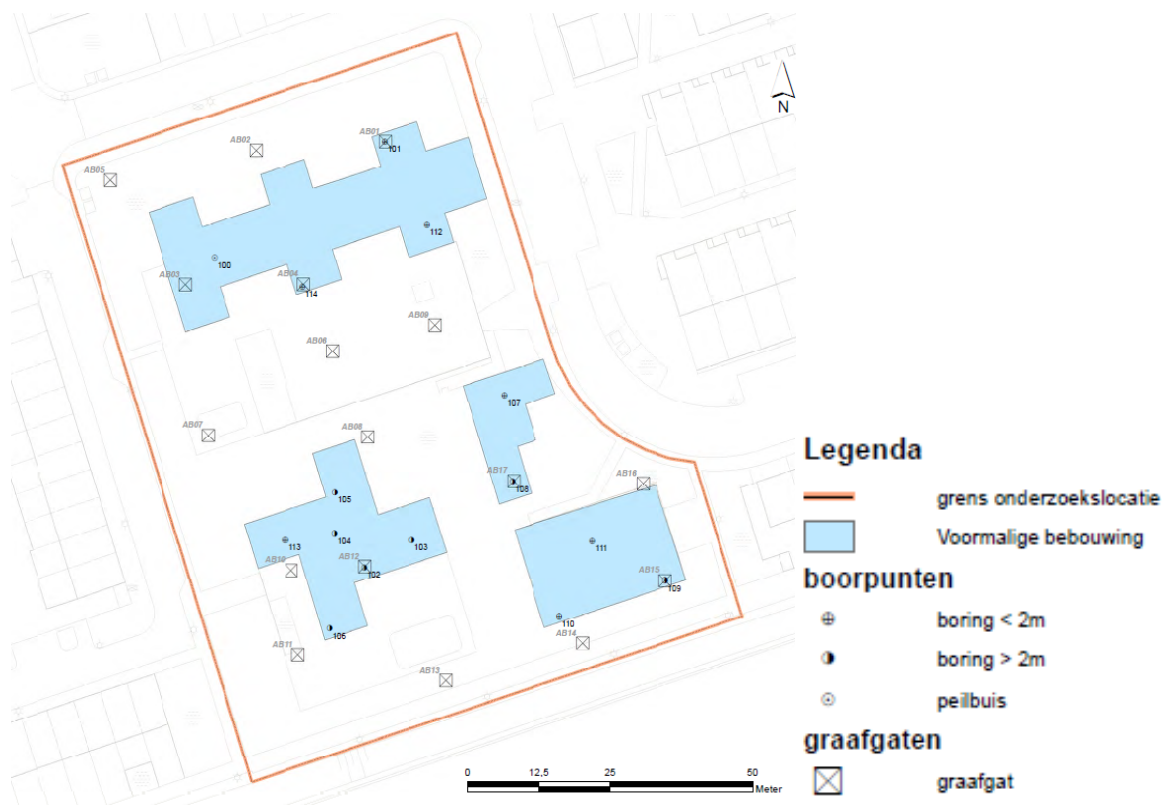 N
AB01
101
AB02
AB05
112
100
AB03
AB04
114
AB09
AB06
107
AB07
AB08
AB17
108
AB16
105
104
103
113
111
AB10
AB12
102
AB15
109
110
106
AB14
AB11
AB13
0 12,5 25 50
Meter
Legenda
grens onderzoekslocatie
Voormalige bebouwing
boorpunten
boring < 2m
boring > 2m
peilbuis
graafgaten
graafgat